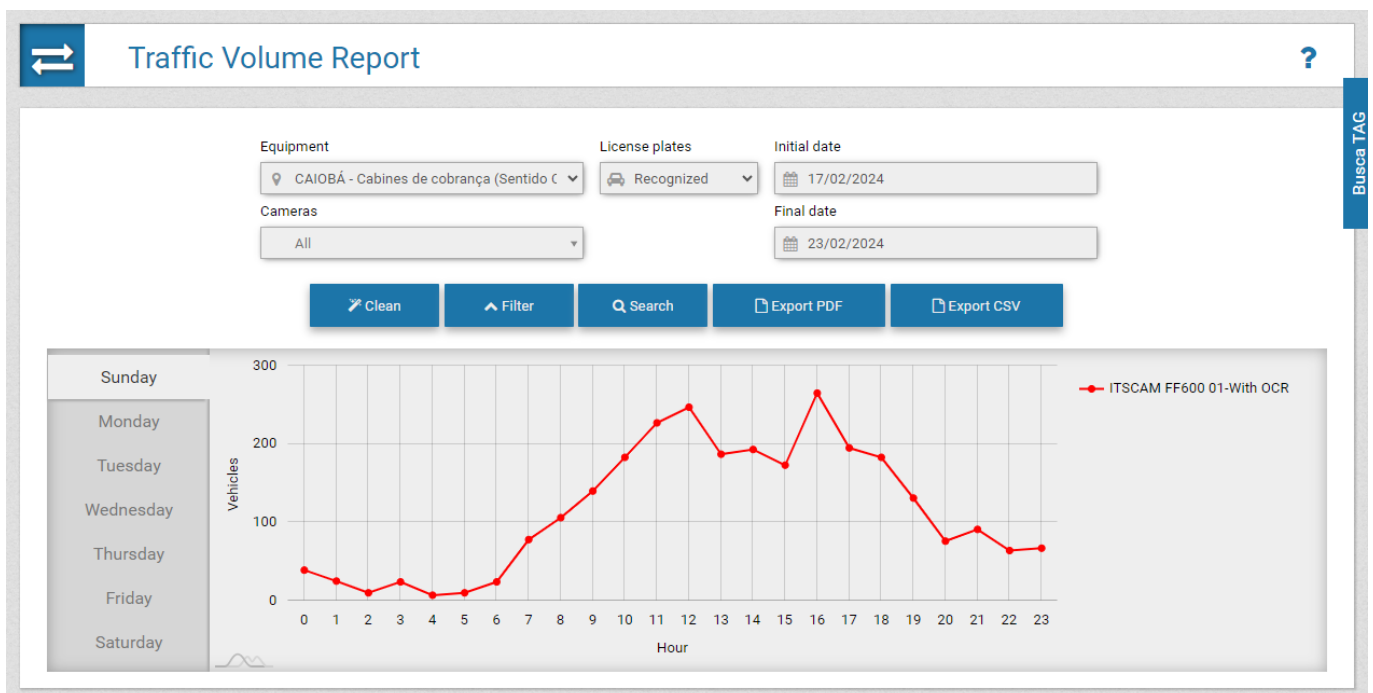 Traffic Volume Report
?
Busca TAG
Equipment
License plates
Initial date
CAIOBÁ - Cabines de cobrança (Sentido C
Recognized
17/02/2024
Cameras
Final date
All
23/02/2024
Clean
Filter
Search
Export PDF
Export CSV
Sunday
Monday
Tuesday
Wednesday
Thursday
Friday
Saturday
300
200
100
0
Vehicles
0 1 2 3 4 5 6 7 8 9 10 11 12 13 14 15 16 17 18 19 20 21 22 23
Hour
ITSCAM FF600 01-With OCR